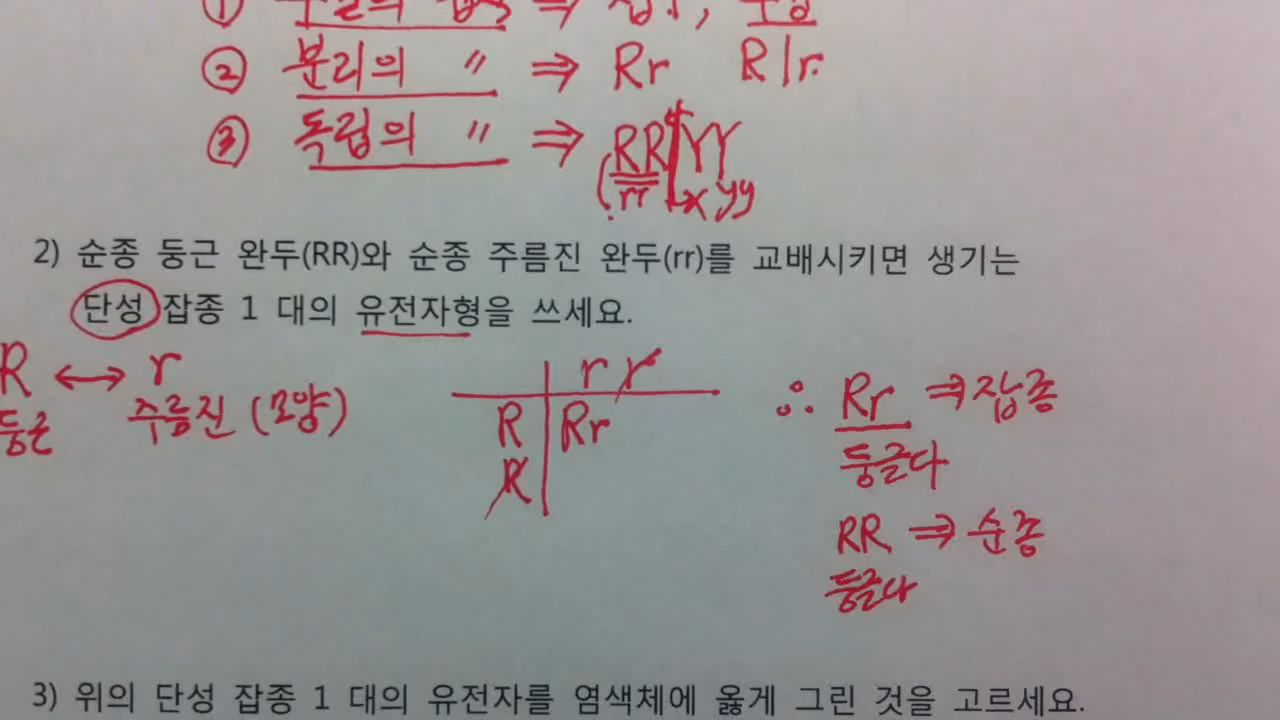 ① ⇒
② 분리의 〃 ⇒ Rr R|r
③ 독립의 〃 ⇒ RR YY
rr x yy
2) 순종 둥근 완두(RR)와 순종 주름진 완두(rr)를 교배시키면 생기는
단성 잡종 1 대의 유전자형을 쓰세요.
R ↔ r
둥근 주름진 (모양)
r r
R Rr
R
∴ Rr ⇒ 잡종
둥글다
RR ⇒ 순종
둥글다
3) 위의 단성 잡종 1 대의 유전자를 염색체에 옳게 그린 것을 고르세요.